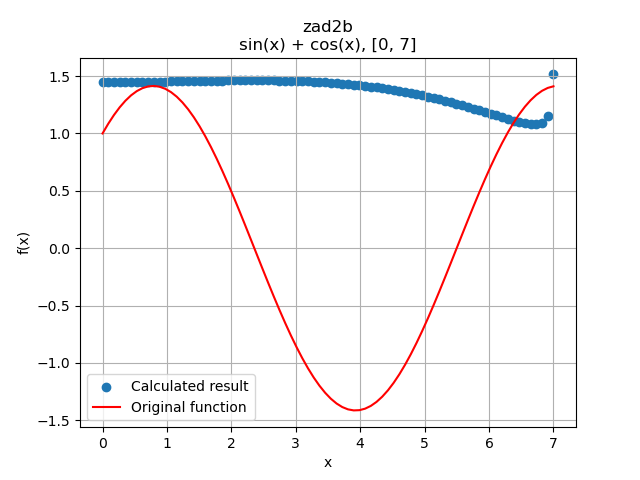 zad2b
sin(x) + cos(x), [0, 7]
1.5
1.0
0.5
0.0
−0.5
−1.0
−1.5
f(x)
Calculated result
Original function
0 1 2 3 4 5 6 7
x